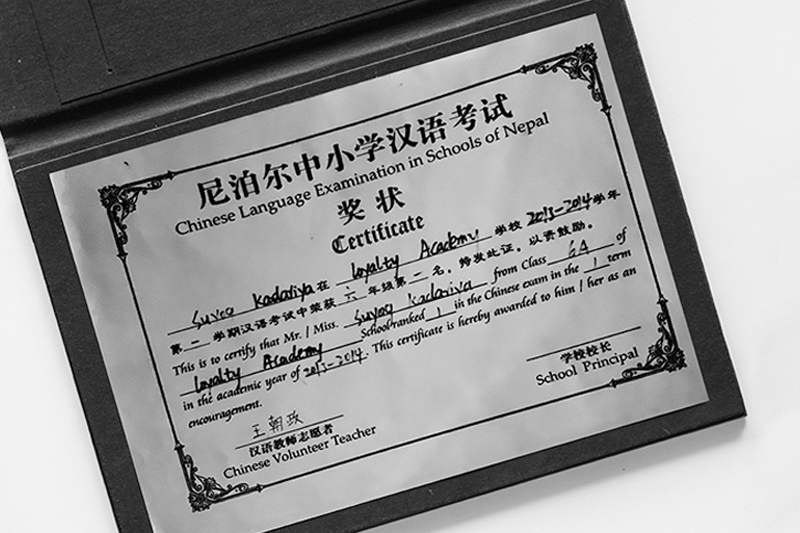 尼泊尔中小学汉语考试
Chinese Language Examination in Schools of Nepal
奖状
Certificate
Suyog Kadariya 在 Loyalty Academy 学校 2013-2014 学年
第一学期汉语考试中荣获 六 年级第 一 名。特发此证,以资鼓励。
This is to certify that Mr. / Miss. Suyog Kadariya from Class 6A of
Loyalty Academy School ranked 1 in the Chinese exam in the 1 term
in the academic year of 2013-2014. This certificate is hereby awarded to him / her as an
encouragement.
王朝政
汉语教师志愿者
Chinese Volunteer Teacher
学校校长
School Principal